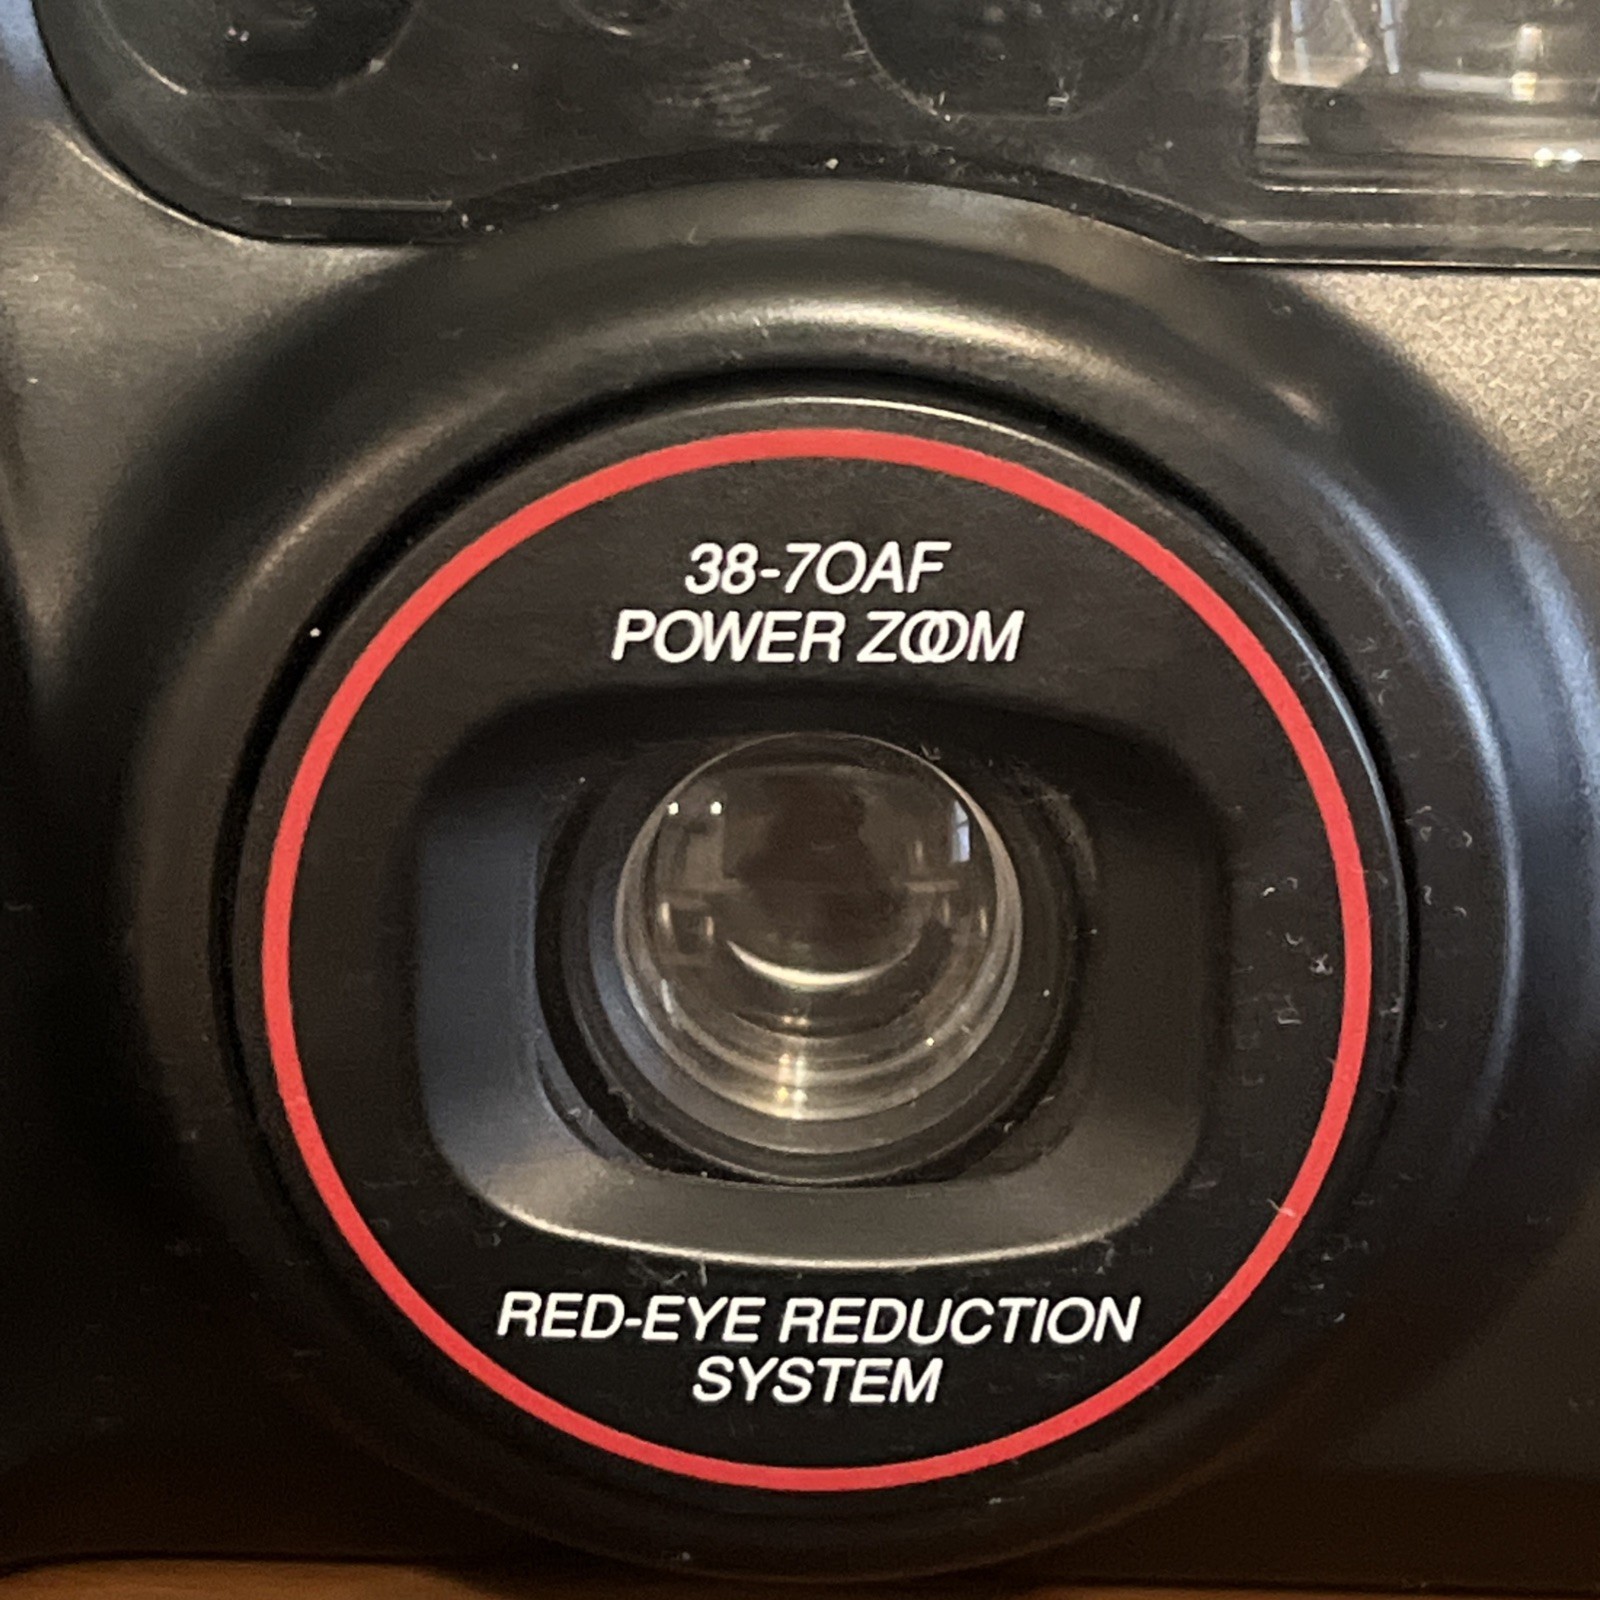 38-70AF
POWER ZOOM
RED-EYE REDUCTION
SYSTEM